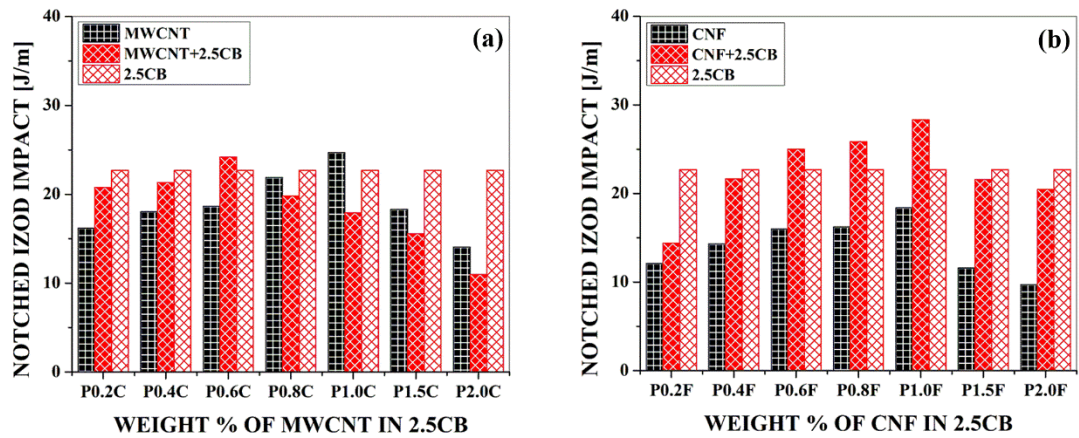 (a)
MWCNT
MWCNT+2.5CB
2.5CB
NOTCHED IZOD IMPACT [J/m]
40
30
20
10
0
P0.2C P0.4C P0.6C P0.8C P1.0C P1.5C P2.0C
WEIGHT % OF MWCNT IN 2.5CB
(b)
CNF
CNF+2.5CB
2.5CB
NOTCHED IZOD IMPACT [J/m]
40
30
20
10
0
P0.2F P0.4F P0.6F P0.8F P1.0F P1.5F P2.0F
WEIGHT % OF CNF IN 2.5CB